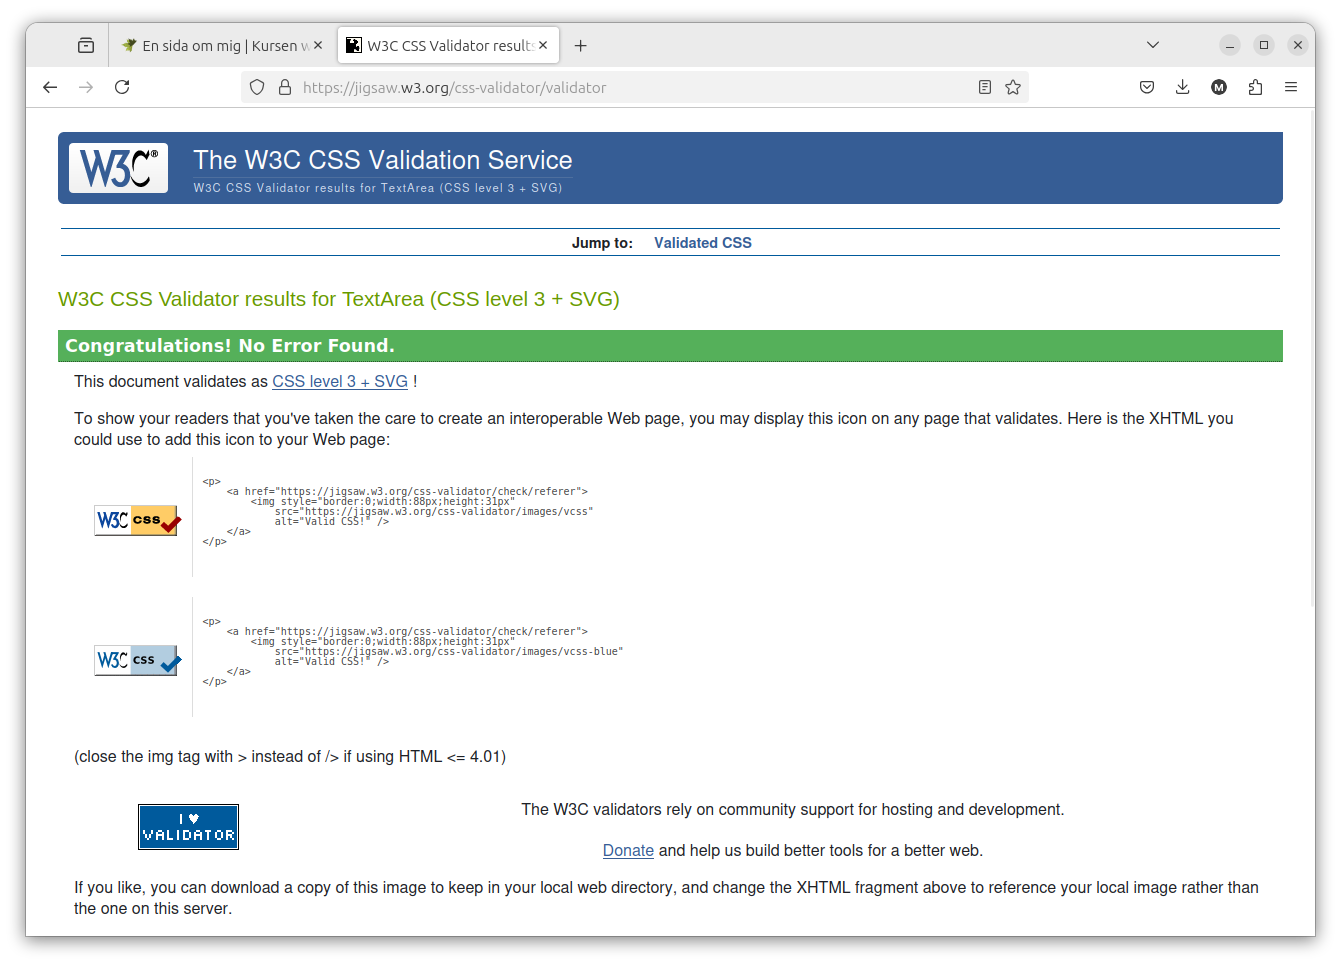 En sida om mig | Kursen w
W3C CSS Validator results
https://jigsaw.w3.org/css-validator/validator
M
W3C®
The W3C CSS Validation Service
W3C CSS Validator results for TextArea (CSS level 3 + SVG)
Jump to: Validated CSS
W3C CSS Validator results for TextArea (CSS level 3 + SVG)
Congratulations! No Error Found.
This document validates as CSS level 3 + SVG !
To show your readers that you've taken the care to create an interoperable Web page, you may display this icon on any page that validates. Here is the XHTML you
could use to add this icon to your Web page:
W3C css
<p>
    <a href="https://jigsaw.w3.org/css-validator/check/referer">
        <img style="border:0;width:88px;height:31px"
            src="https://jigsaw.w3.org/css-validator/images/vcss"
            alt="Valid CSS!" />
    </a>
</p>
W3C css
<p>
    <a href="https://jigsaw.w3.org/css-validator/check/referer">
        <img style="border:0;width:88px;height:31px"
            src="https://jigsaw.w3.org/css-validator/images/vcss-blue"
            alt="Valid CSS!" />
    </a>
</p>
(close the img tag with > instead of /> if using HTML <= 4.01)
I ♥
VALIDATOR
The W3C validators rely on community support for hosting and development.
Donate and help us build better tools for a better web.
If you like, you can download a copy of this image to keep in your local web directory, and change the XHTML fragment above to reference your local image rather than
the one on this server.